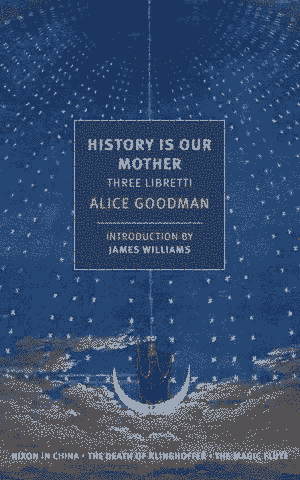 HISTORY IS OUR
MOTHER
THREE LIBRETTI
ALICE GOODMAN
INTRODUCTION BY
JAMES WILLIAMS
NIXON IN CHINA • THE DEATH OF KLINGHOFFER • THE MAGIC FLUTE